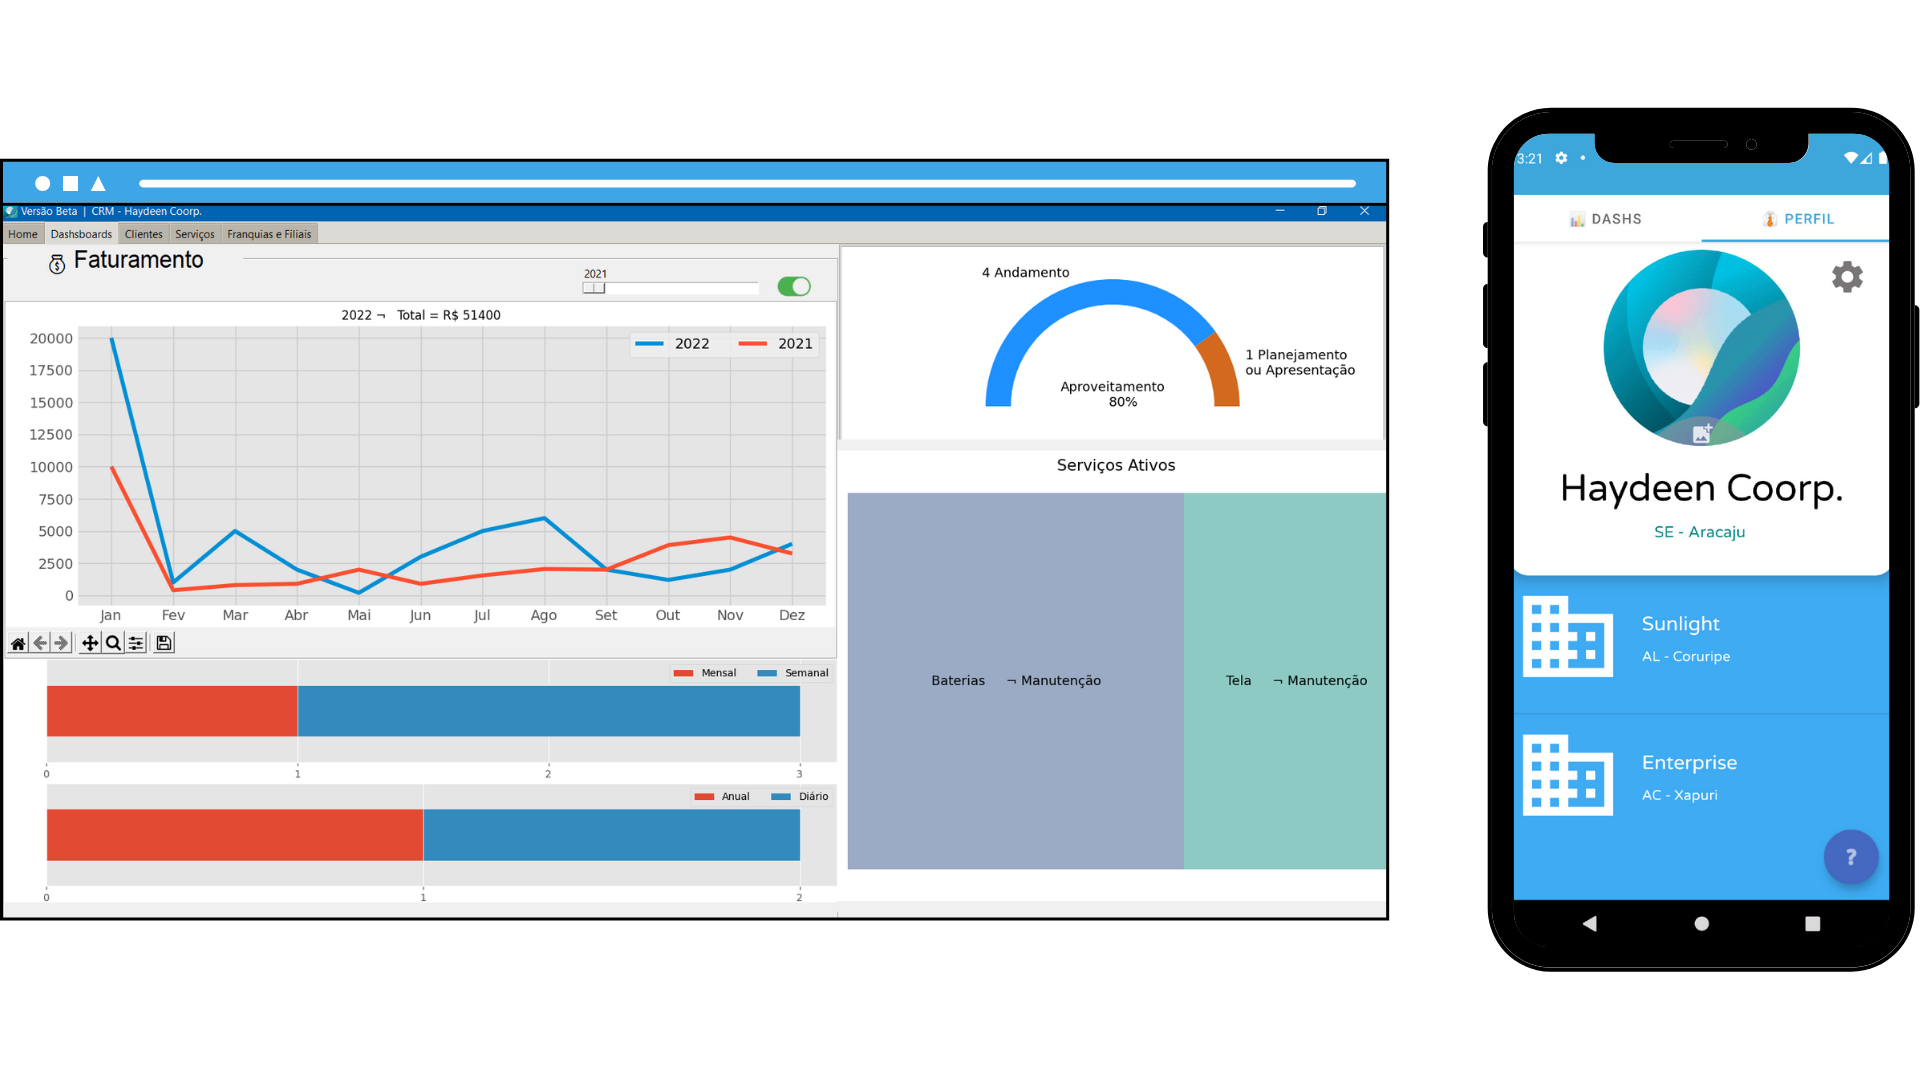 Versão Beta | CRM - Haydeen Coorp.
Home Dashsboards Clientes Serviços Franquias e Filiais
Faturamento
2021
2022 ¬ Total = R$ 51400
2022 2021
20000
17500
15000
12500
10000
7500
5000
2500
0
Jan Fev Mar Abr Mai Jun Jul Ago Set Out Nov Dez
Mensal Semanal
0 1 2 3
Anual Diário
0 1 2
4 Andamento
1 Planejamento
ou Apresentação
Aproveitamento
80%
Serviços Ativos
Baterias ¬ Manutenção
Tela ¬ Manutenção
3:21
DASHS PERFIL
Haydeen Coorp.
SE - Aracaju
Sunlight
AL - Coruripe
Enterprise
AC - Xapuri
?